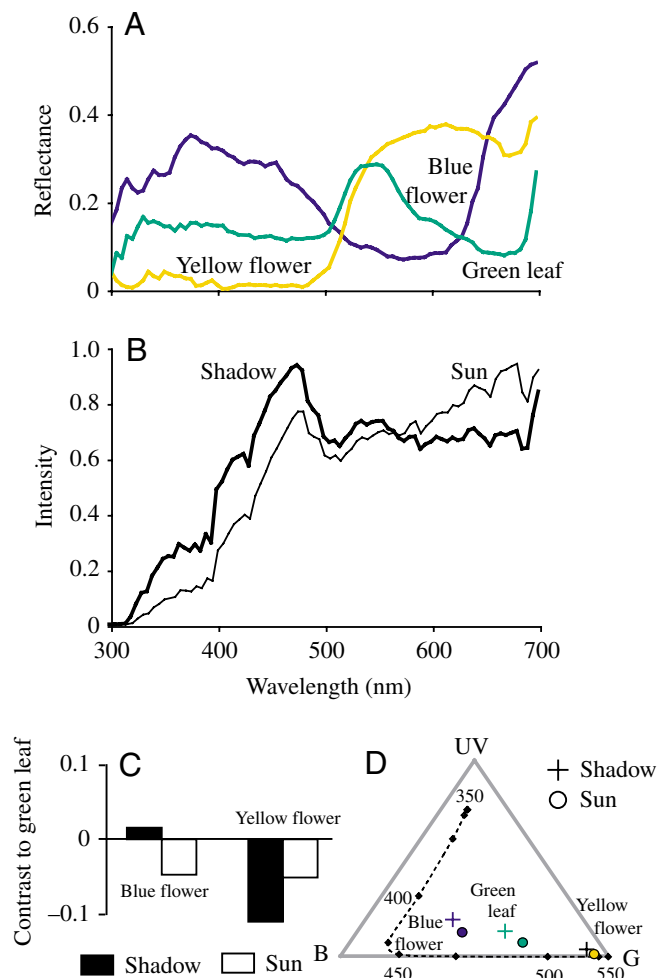 A
0.6
0.4
0.2
0
Reflectance
Blue
flower
Yellow flower
Green leaf
B
1.0
0.8
0.6
0.4
0.2
0
Intensity
Shadow
Sun
300
400
500
600
700
Wavelength (nm)
C
0.1
0
–0.1
Contrast to green leaf
Yellow flower
Blue flower
Shadow
Sun
D
UV
Shadow
Sun
350
400
Green
leaf
Yellow
flower
Blue
flower
B
G
450
500
550